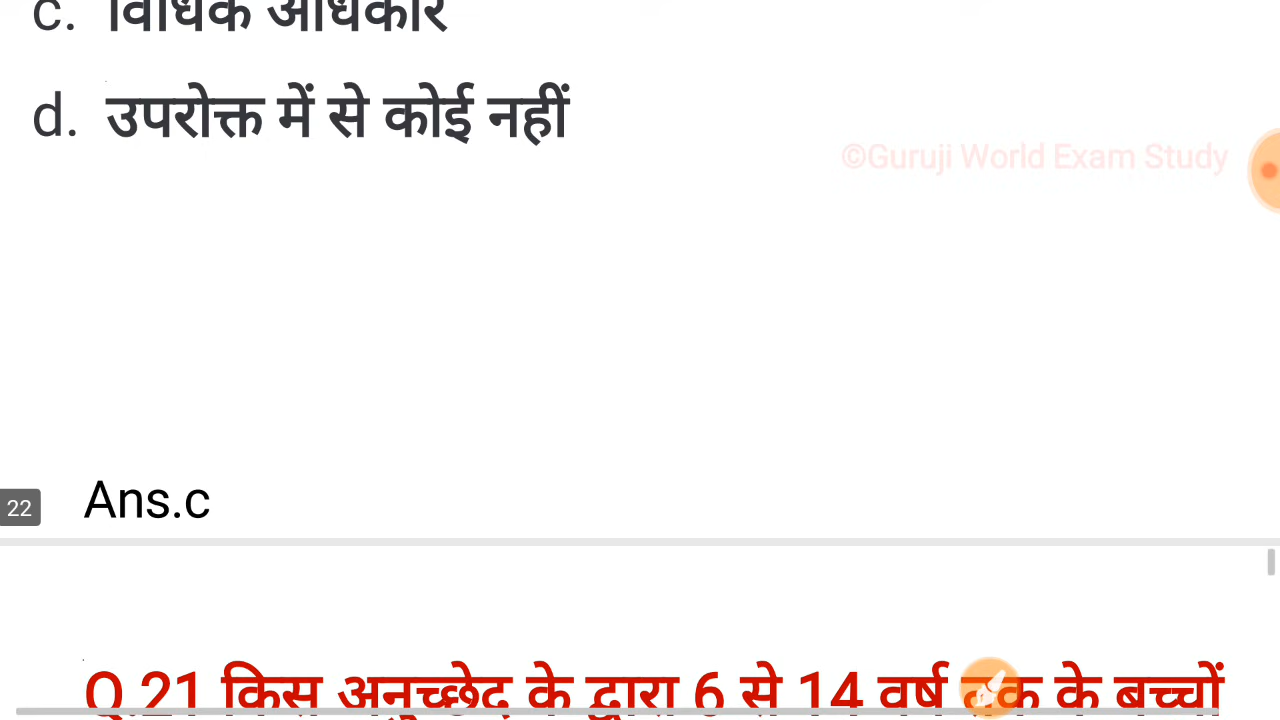 c. विधिक अधिकार
d. उपरोक्त में से कोई नहीं
©Guruji World Exam Study
22
Ans.c
Q.21 किस अनुच्छेद के द्वारा 6 से 14 वर्ष तक के बच्चों